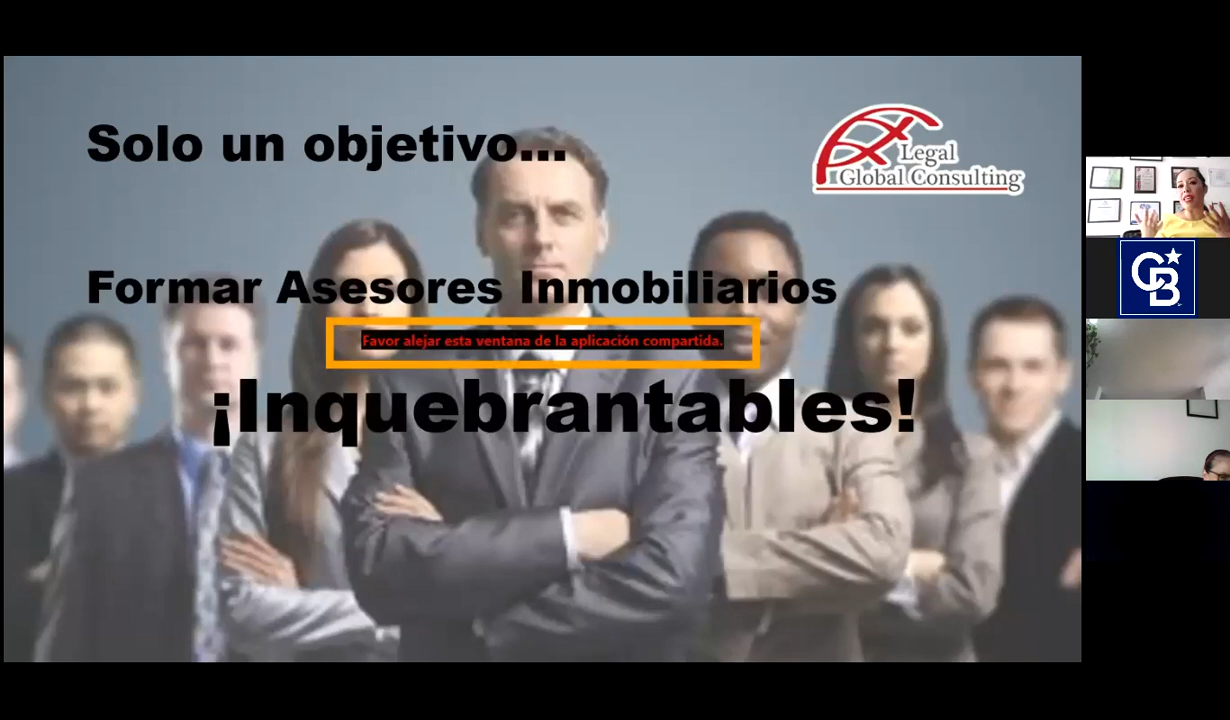 Solo un objetivo...
Legal
Global Consulting
Formar Asesores Inmobiliarios
Favor alejar esta ventana de la aplicación compartida.
¡Inquebrantables!
CB